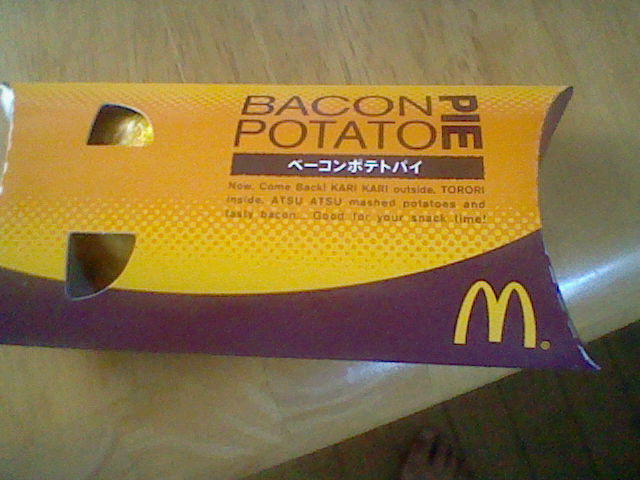 BACON PIE
POTATO
ベーコンポテトパイ
Now, Come Back! KARI KARI outside, TORORI
inside, ATSU ATSU mashed potatoes and
tasty bacon... Good for your snack time!
M